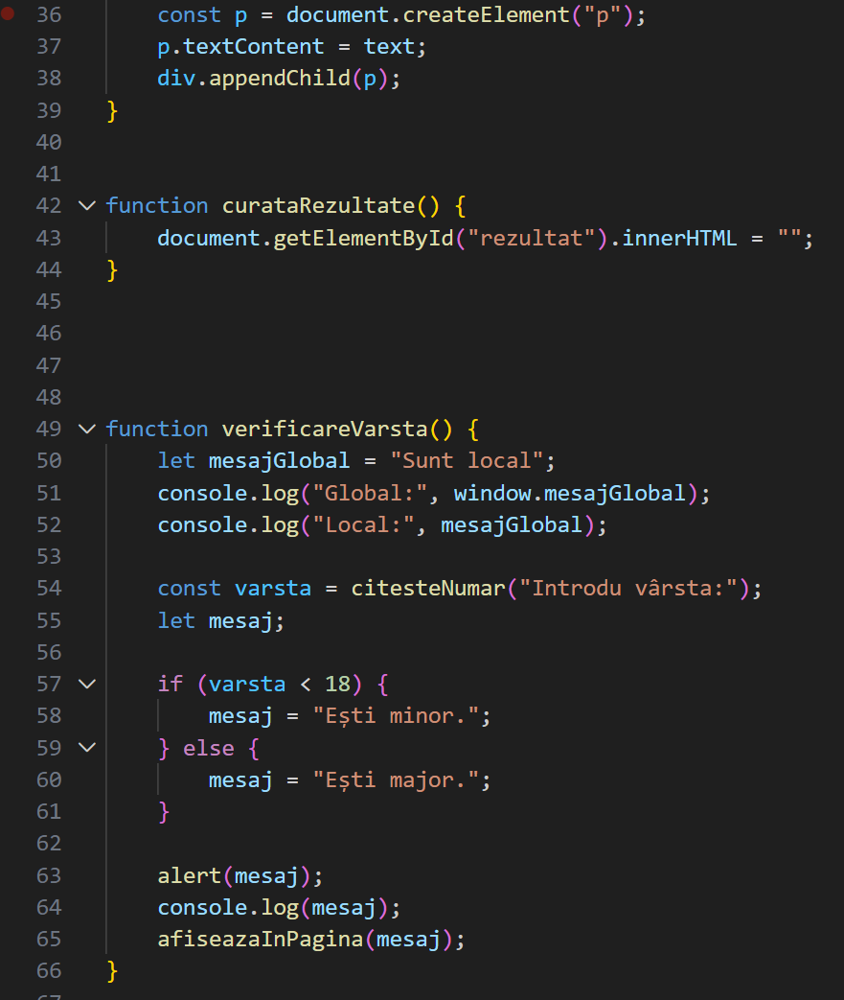 36 const p = document.createElement("p");
37 p.textContent = text;
38 div.appendChild(p);
39 }
40
41
42 function curataRezultate() {
43 document.getElementById("rezultat").innerHTML = "";
44 }
45
46
47
48
49 function verificareVarsta() {
50 let mesajGlobal = "Sunt local";
51 console.log("Global:", window.mesajGlobal);
52 console.log("Local:", mesajGlobal);
53
54 const varsta = citesteNumar("Introdu vârsta:");
55 let mesaj;
56
57 if (varsta < 18) {
58 mesaj = "Ești minor.";
59 } else {
60 mesaj = "Ești major.";
61 }
62
63 alert(mesaj);
64 console.log(mesaj);
65 afiseazaInPagina(mesaj);
66 }